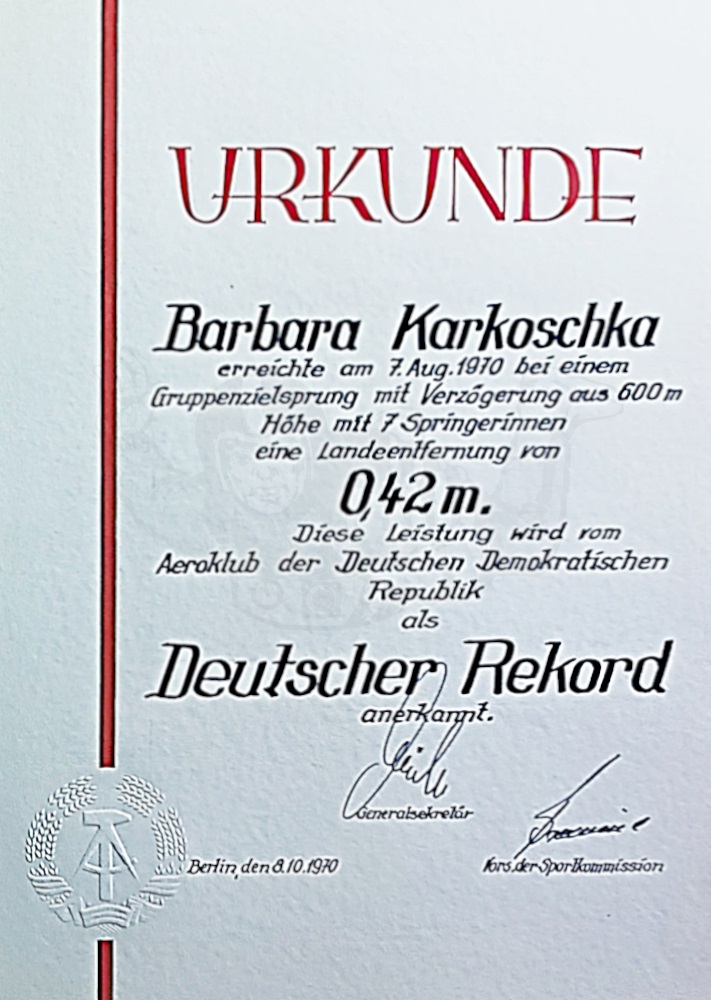 URKUNDE
Barbara Karkoschka
erreichte am 7. Aug. 1970 bei einem
Gruppenzielsprung mit Verzögerung aus 600 m
Höhe mit 7 Springerinnen
eine Landeentfernung von
0,42 m.
Diese Leistung wird vom
Aeroklub der Deutschen Demokratischen
Republik
als
Deutscher Rekord
anerkannt.
Generalsekretär
Berlin, den 8.10.1970
Vors. der Sportkommission